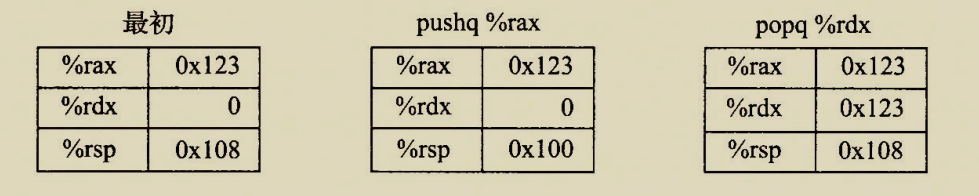 最初 pushq %rax popq %rdx
%rax 0x123 %rax 0x123 %rax 0x123
%rdx 0 %rdx 0 %rdx 0x123
%rsp 0x108 %rsp 0x100 %rsp 0x108